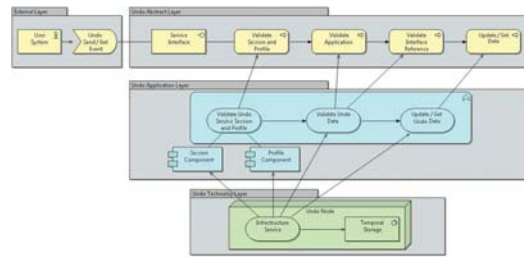 External Layer
Undo Abstract Layer
User
System
Undo
Send / Get
Event
Service
Interface
Validate
Session and
Profile
Validate
Application
Validate
Interface
Reference
Update / Get
Data
Undo Application Layer
Validate Undo
Service Session
and Profile
Validate Undo
Data
Update / Get
Undo Data
Session
Component
Profile
Component
Undo Technology Layer
Undo Node
Infrastructure
Service
Temporal
Storage